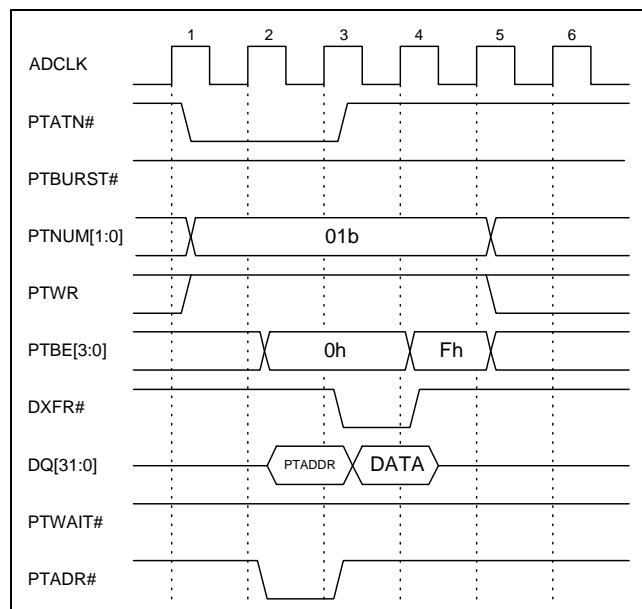 1 2 3 4 5 6
ADCLK
PTATN#
PTBURST#
PTNUM[1:0] 01b
PTWR
PTBE[3:0] 0h Fh
DXFR#
DQ[31:0] PTADDR DATA
PTWAIT#
PTADR#